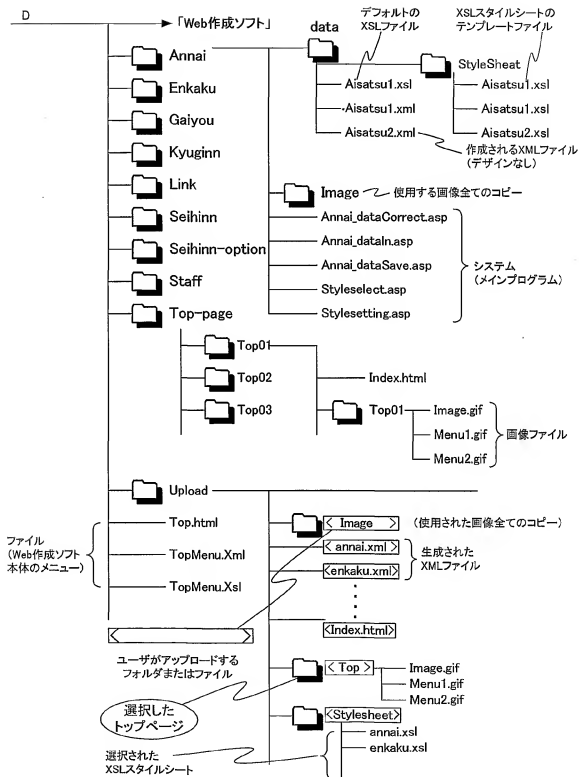 D
「Web作成ソフト」
Annai
Enkaku
Gaiyou
Kyuginn
Link
Seihinn
Seihinn-option
Staff
Top-page
data
デフォルトの
XSLファイル
XSLスタイルシートの
テンプレートファイル
StyleSheat
Aisatsu1.xsl
Aisatsu1.xml
Aisatsu2.xml
Aisatsu1.xsl
Aisatsu1.xsl
Aisatsu2.xsl
作成されるXMLファイル
(デザインなし)
Image
使用する画像全てのコピー
Annai_dataCorrect.asp
Annai_dataIn.asp
Annai_dataSave.asp
Styleselect.asp
Stylesetting.asp
システム
(メインプログラム)
Top01
Top02
Top03
Index.html
Top01
Image.gif
Menu1.gif
Menu2.gif
画像ファイル
Upload
Top.html
TopMenu.Xml
TopMenu.Xsl
ファイル
(Web作成ソフト
本体のメニュー)
< Image >
(使用された画像全てのコピー)
< annai.xml >
<enkaku.xml>
生成された
XMLファイル
<Index.html>
< >
ユーザがアップロードする
フォルダまたはファイル
< Top >
Image.gif
Menu1.gif
Menu2.gif
選択した
トップページ
<Stylesheet>
annai.xsl
enkaku.xsl
選択された
XSLスタイルシート